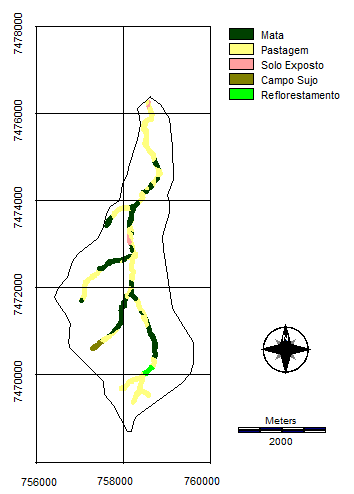 7478000
7476000
7474000
7472000
7470000
756000
758000
760000
Mata
Pastagem
Solo Exposto
Campo Sujo
Reflorestamento
Meters
2000